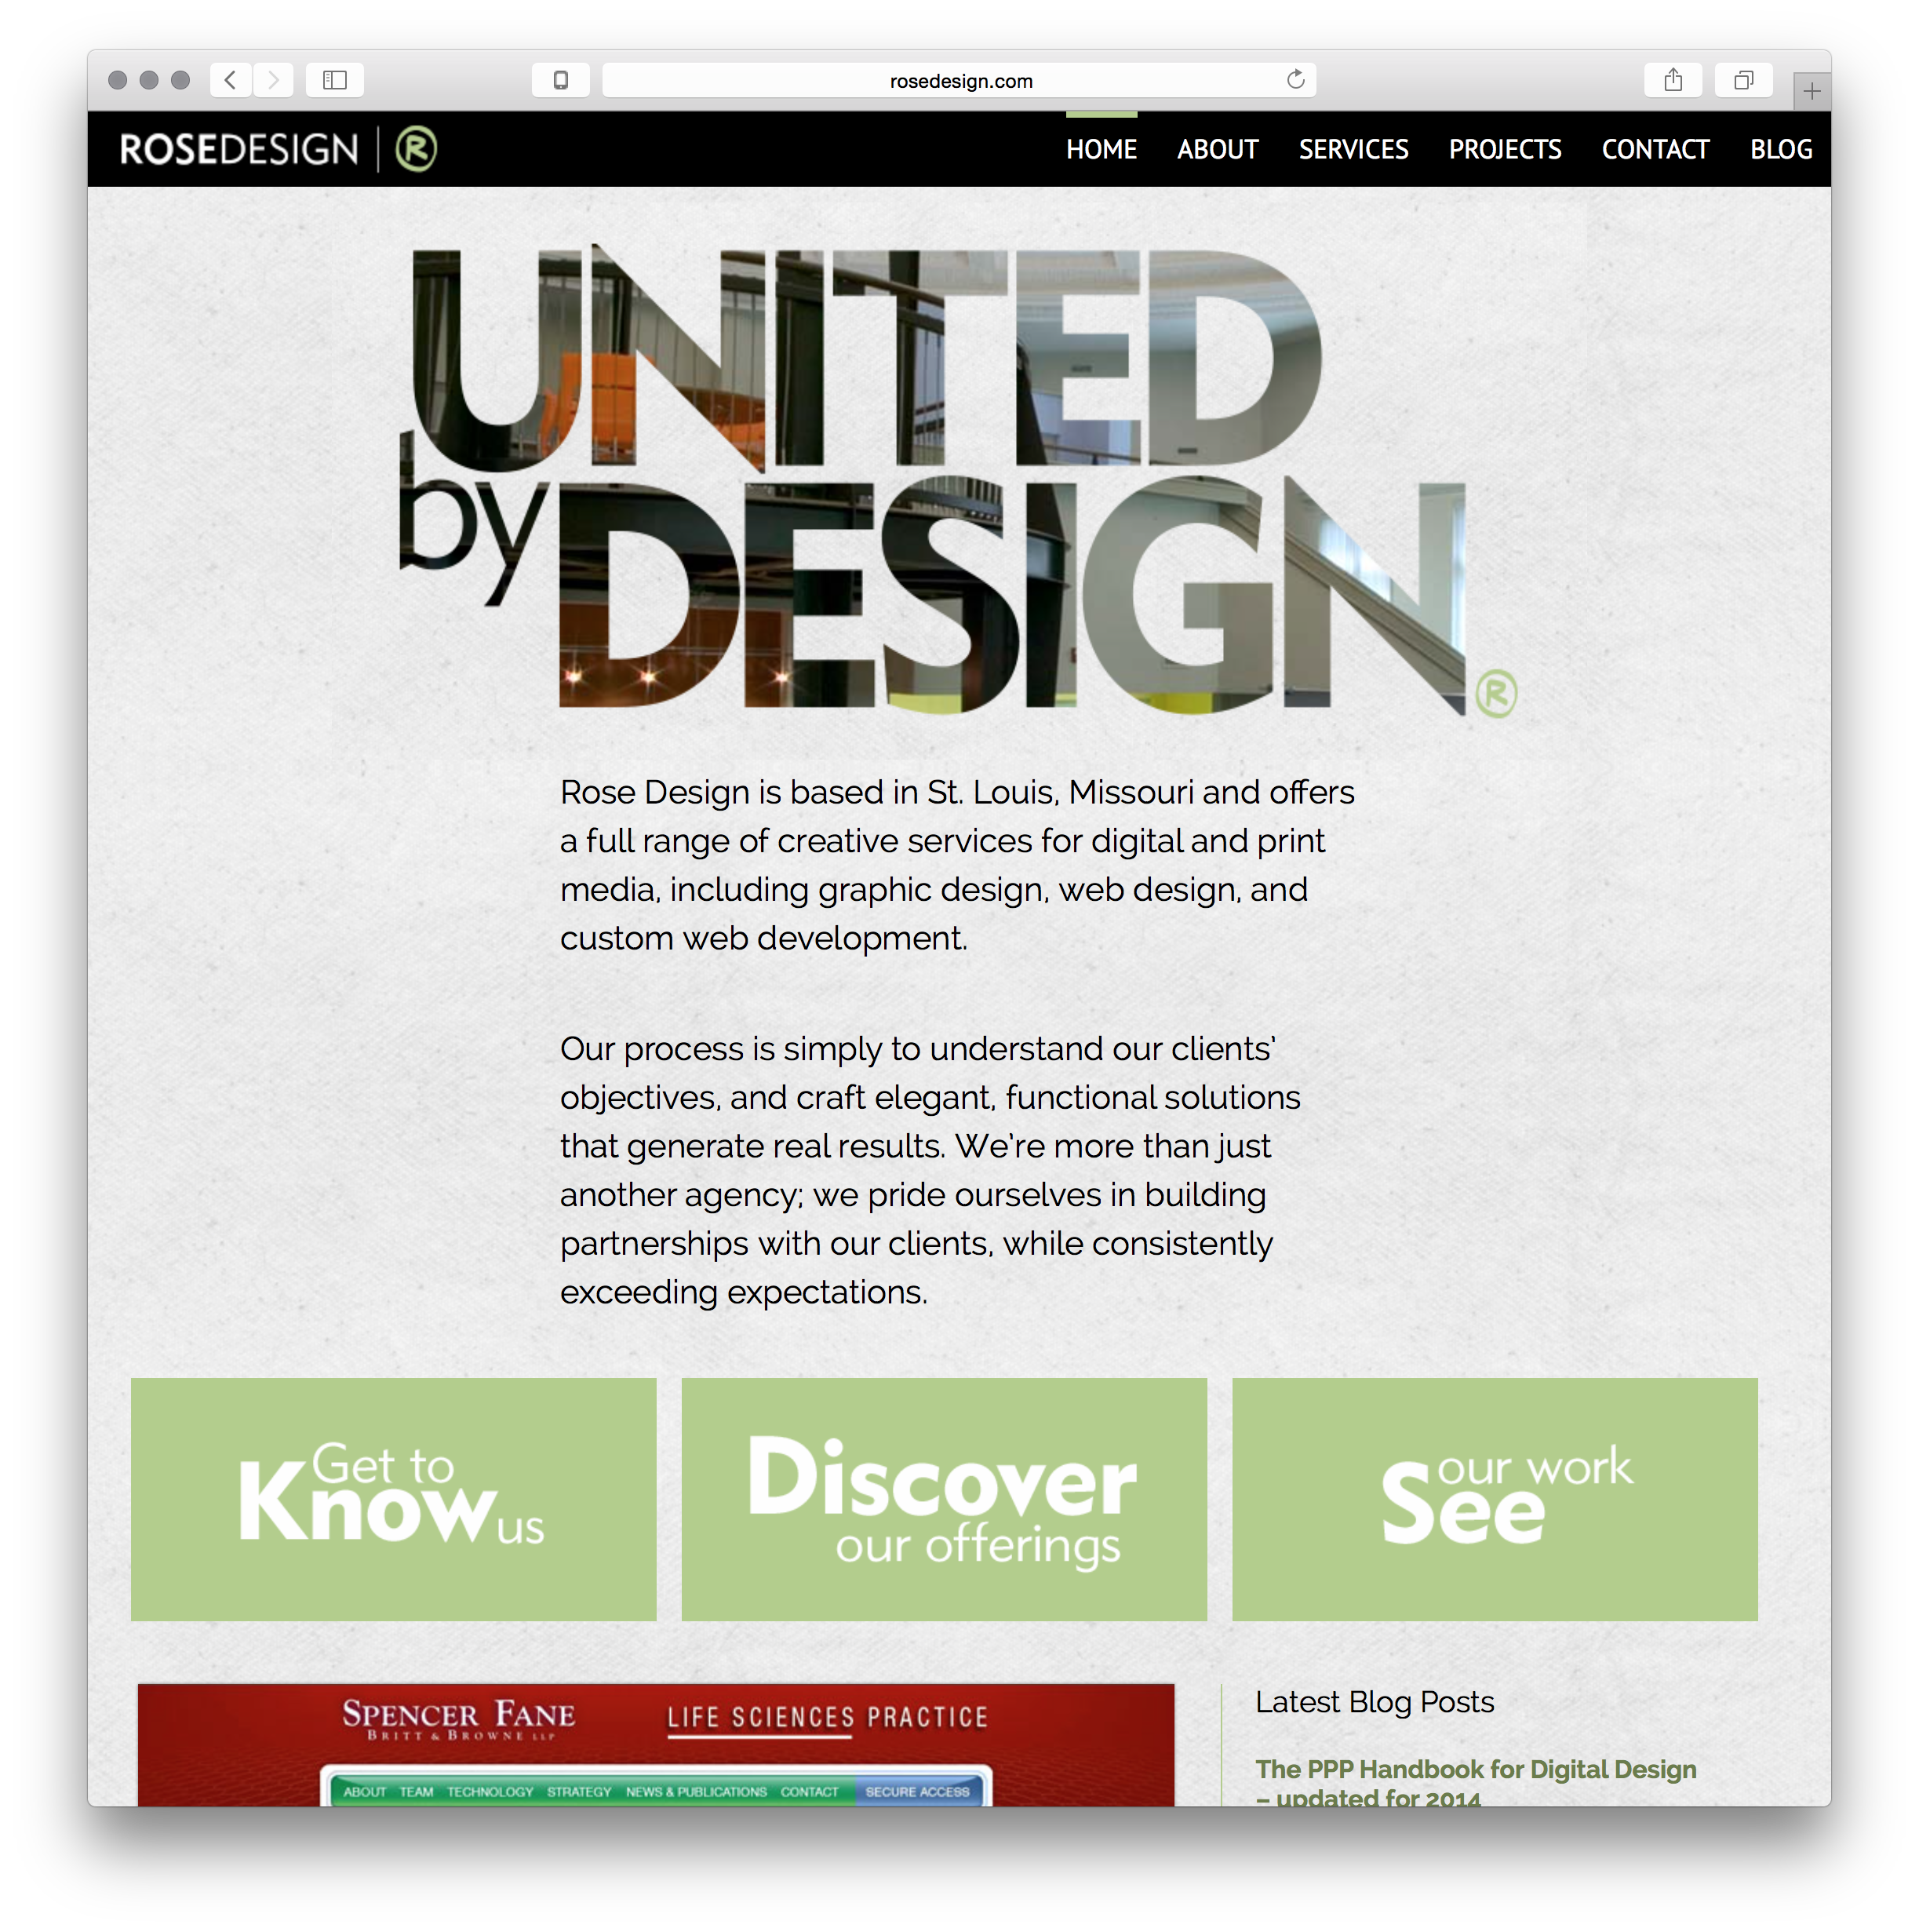 rosedesign.com
ROSEDESIGN | ®
HOME ABOUT SERVICES PROJECTS CONTACT BLOG
UNITED
by DESIGN®
Rose Design is based in St. Louis, Missouri and offers
a full range of creative services for digital and print
media, including graphic design, web design, and
custom web development.
Our process is simply to understand our clients’
objectives, and craft elegant, functional solutions
that generate real results. We’re more than just
another agency; we pride ourselves in building
partnerships with our clients, while consistently
exceeding expectations.
Get to
Know us
Discover
our offerings
our work
See
SPENCER FANE
BRITT & BROWNE LLP
LIFE SCIENCES PRACTICE
ABOUT TEAM TECHNOLOGY STRATEGY NEWS & PUBLICATIONS CONTACT SECURE ACCESS
Latest Blog Posts
The PPP Handbook for Digital Design
– updated for 2014